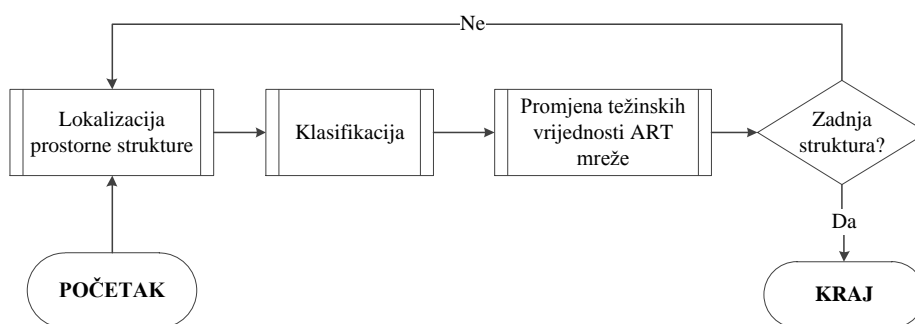 Ne
Lokalizacija
prostorne strukture
Klasifikacija
Promjena težinskih
vrijednosti ART
mreže
Zadnja
struktura?
Da
POČETAK
KRAJ